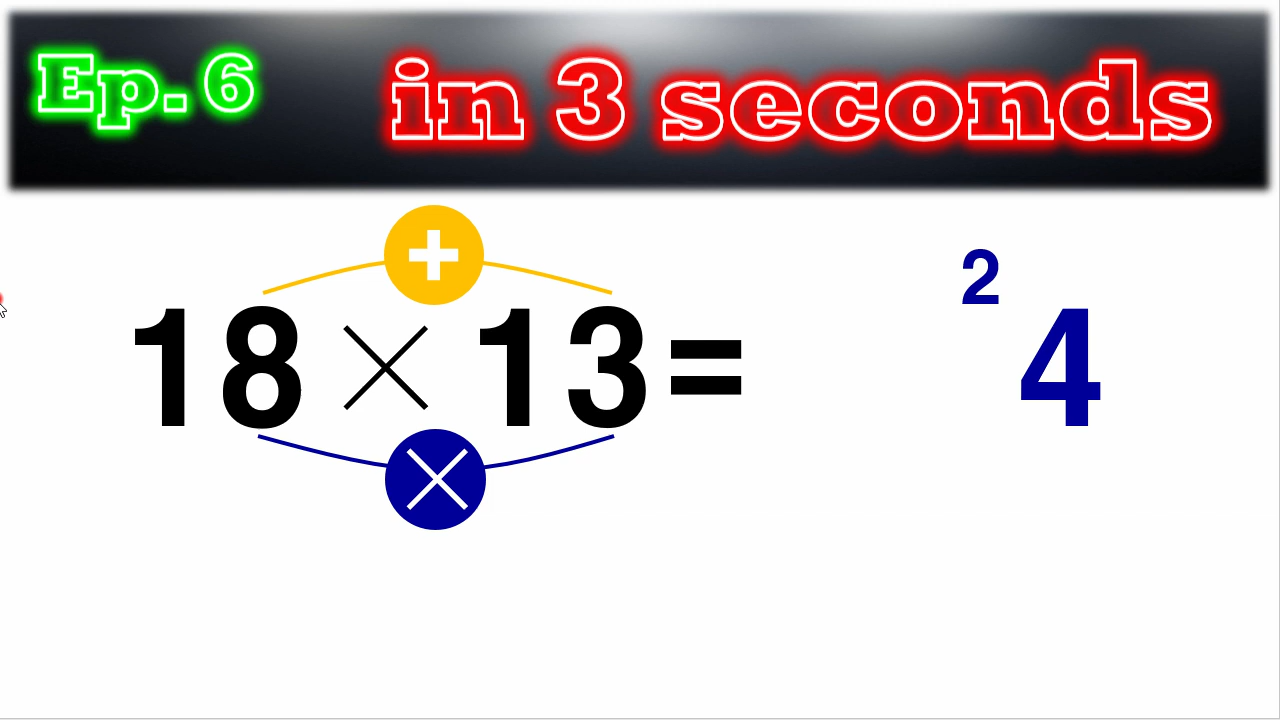 Ep. 6 in 3 seconds
+
2
18 × 13 = 4
×